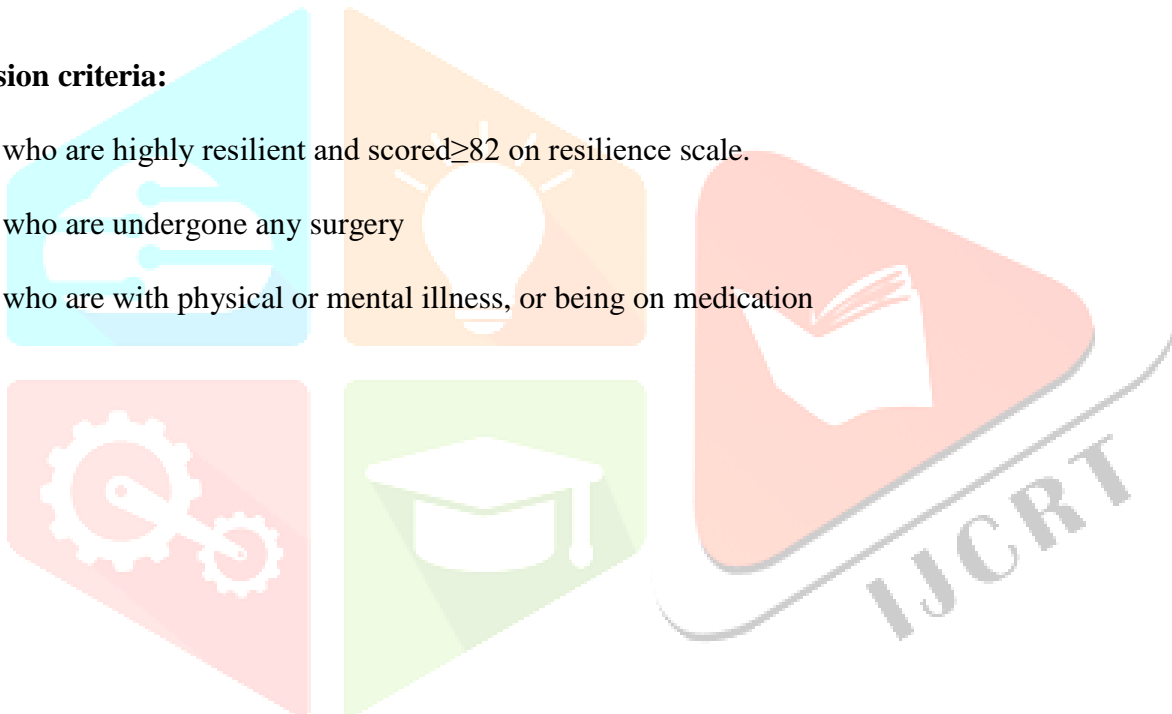 sion criteria:
who are highly resilient and scored≥82 on resilience scale.
who are undergone any surgery
who are with physical or mental illness, or being on medication
IJCRT